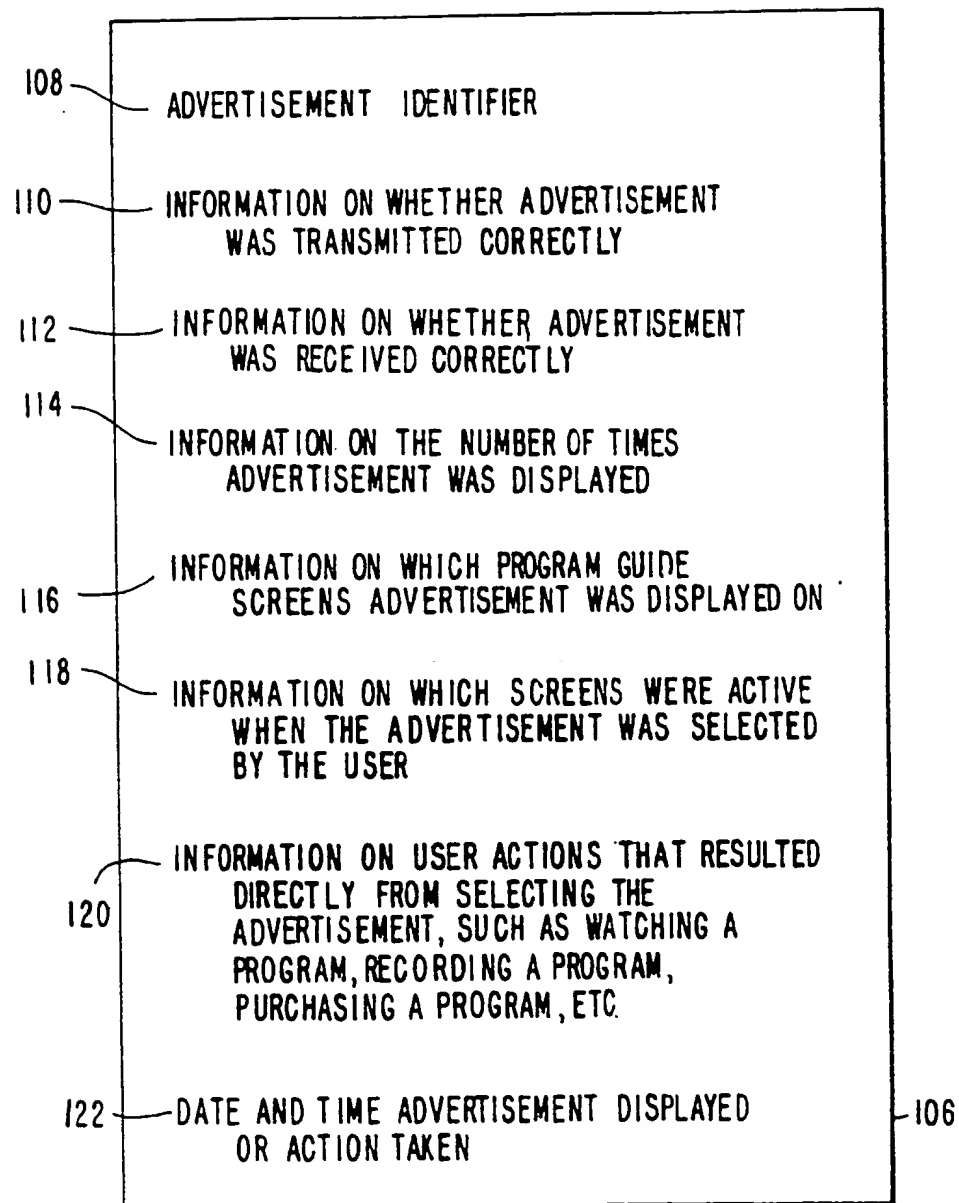 108
ADVERTISEMENT IDENTIFIER
110
INFORMATION ON WHETHER ADVERTISEMENT
WAS TRANSMITTED CORRECTLY
112
INFORMATION ON WHETHER ADVERTISEMENT
WAS RECEIVED CORRECTLY
114
INFORMATION ON THE NUMBER OF TIMES
ADVERTISEMENT WAS DISPLAYED
116
INFORMATION ON WHICH PROGRAM GUIDE
SCREENS ADVERTISEMENT WAS DISPLAYED ON
118
INFORMATION ON WHICH SCREENS WERE ACTIVE
WHEN THE ADVERTISEMENT WAS SELECTED
BY THE USER
120
INFORMATION ON USER ACTIONS THAT RESULTED
DIRECTLY FROM SELECTING THE
ADVERTISEMENT, SUCH AS WATCHING A
PROGRAM, RECORDING A PROGRAM,
PURCHASING A PROGRAM, ETC.
122
DATE AND TIME ADVERTISEMENT DISPLAYED
OR ACTION TAKEN
106